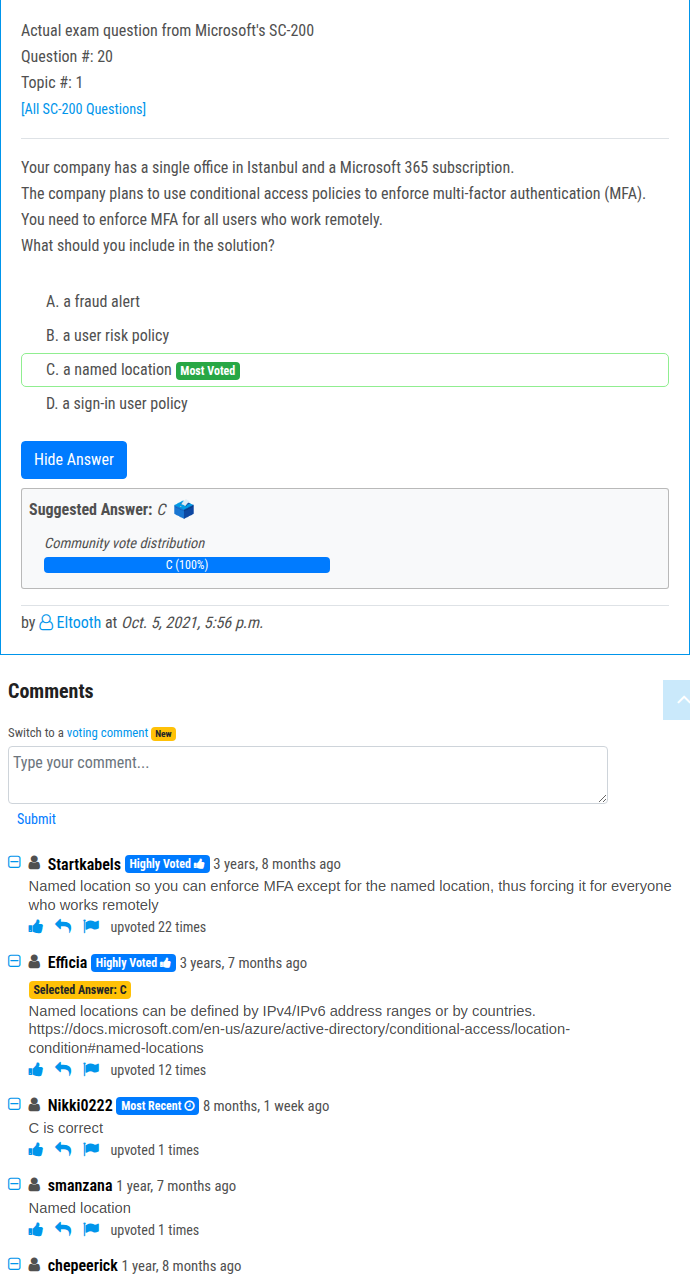 Actual exam question from Microsoft's SC-200
Question #: 20
Topic #: 1
[All SC-200 Questions]
Your company has a single office in Istanbul and a Microsoft 365 subscription.
The company plans to use conditional access policies to enforce multi-factor authentication (MFA).
You need to enforce MFA for all users who work remotely.
What should you include in the solution?
A. a fraud alert
B. a user risk policy
C. a named location Most Voted
D. a sign-in user policy
Hide Answer
Suggested Answer: C
Community vote distribution
C (100%)
by Eltooth at Oct. 5, 2021, 5:56 p.m.
Comments
Switch to a voting comment New
Type your comment...
Submit
Startkabels Highly Voted 3 years, 8 months ago
Named location so you can enforce MFA except for the named location, thus forcing it for everyone
who works remotely
upvoted 22 times
Efficia Highly Voted 3 years, 7 months ago
Selected Answer: C
Named locations can be defined by IPv4/IPv6 address ranges or by countries.
https://docs.microsoft.com/en-us/azure/active-directory/conditional-access/location-
condition#named-locations
upvoted 12 times
Nikki0222 Most Recent 8 months, 1 week ago
C is correct
upvoted 1 times
smanzana 1 year, 7 months ago
Named location
upvoted 1 times
chepeerick 1 year, 8 months ago